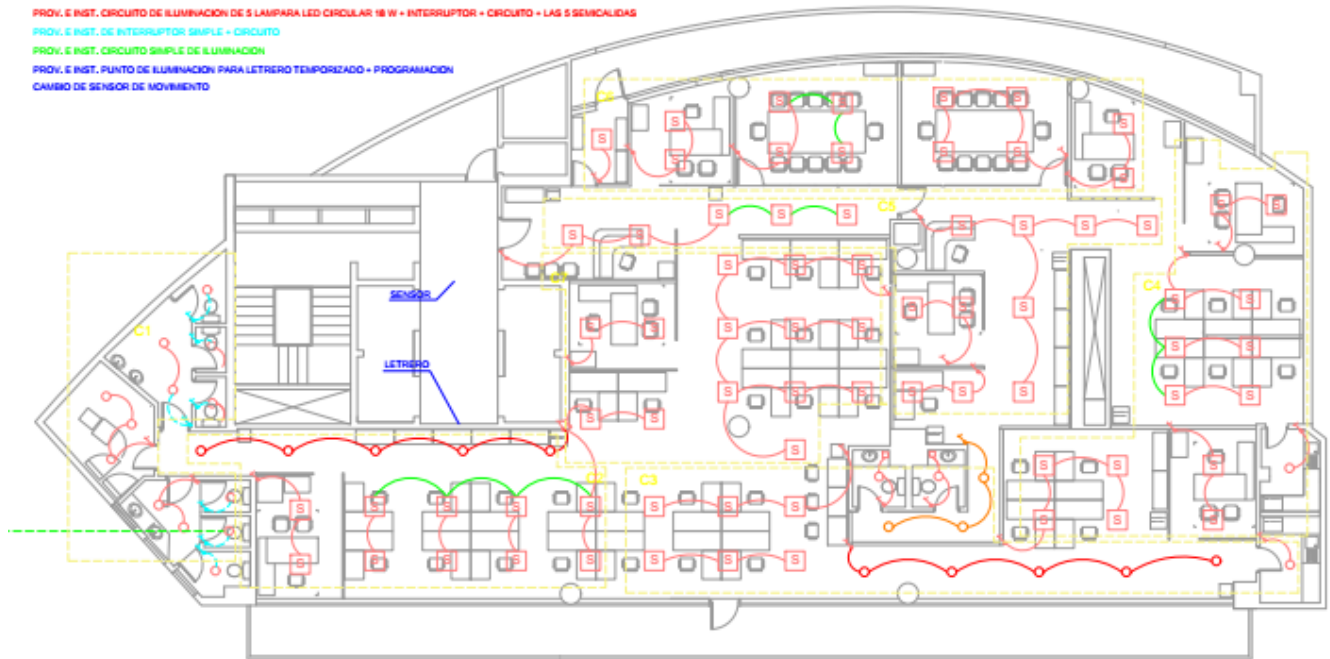 PROV. E INST. CIRCUITO DE ILUMINACION DE 5 LAMPARA LED CIRCULAR 18 W + INTERRUPTOR + CIRCUITO + LAS 5 SEMICALIDAS
PROV. E INST. DE INTERRUPTOR SIMPLE + CIRCUITO
PROV. E INST. CIRCUITO SIMPLE DE ILUMINACION
PROV. E INST. PUNTO DE ILUMINACION PARA LETRERO TEMPORIZADO + PROGRAMACION
CAMBIO DE SENSOR DE MOVIMIENTO
C6
S S S S S S S
S S S S S S S
S S S
C5
S S S S S S
S S S
C4
SENSOR
S S S S S
S S S S S S
C1
S S
LETRERO
S S S S S
S S S S S S
S
C3
S S S
S S S S S S S S
S S S
S S S S S S S S